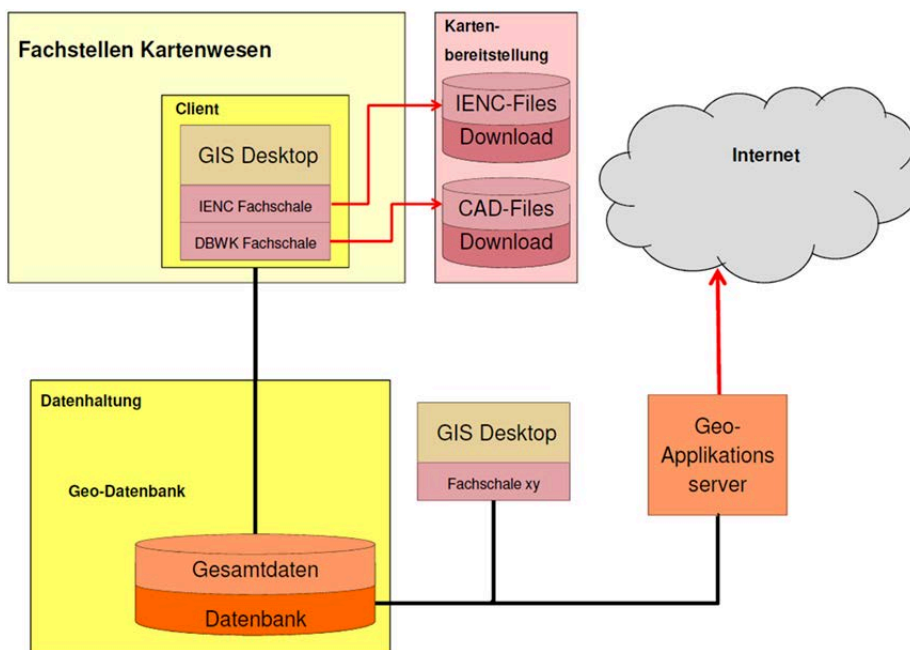 Fachstellen Kartenwesen
Client
GIS Desktop
IENC Fachschale
DBWK Fachschale
Karten-
bereitstellung
IENC-Files
Download
CAD-Files
Download
Internet
Datenhaltung
Geo-Datenbank
Gesamtdaten
Datenbank
GIS Desktop
Fachschale xy
Geo-
Applikations
server